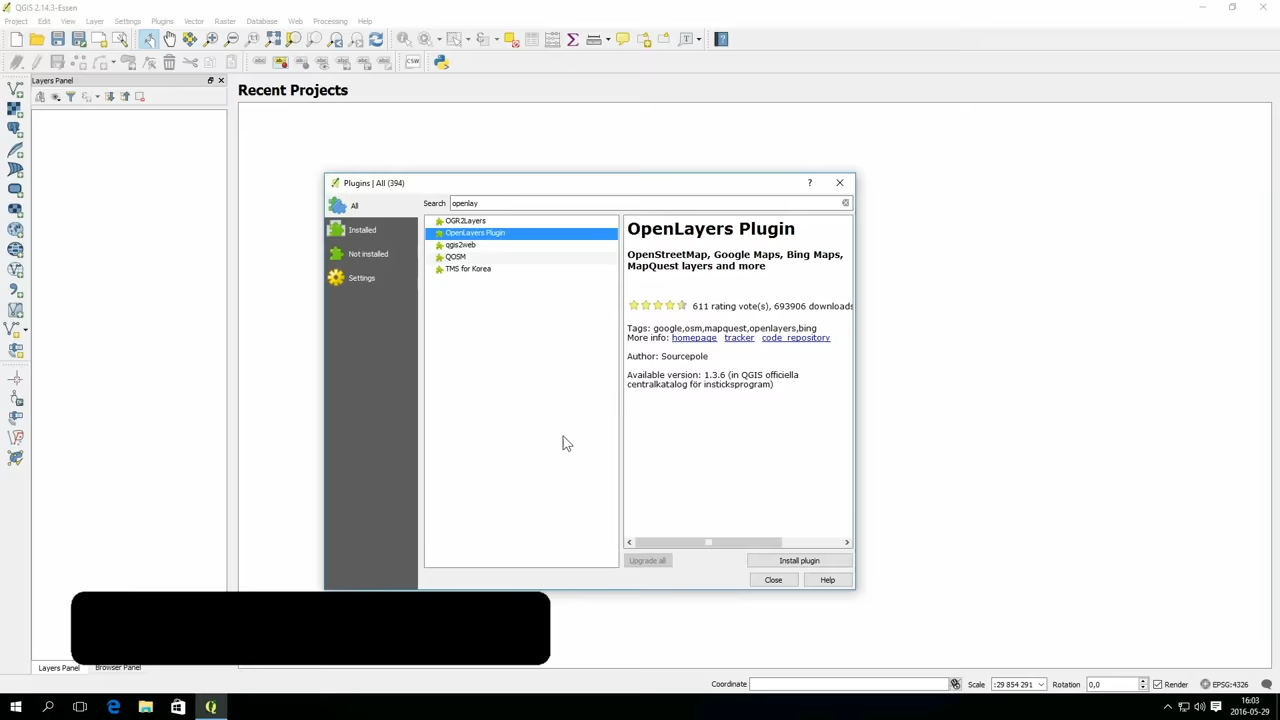 QGIS 2.14.3-Essen
Project Edit View Layer Settings Plugins Vector Raster Database Web Processing Help
CSW
Layers Panel
Recent Projects
Plugins | All (394)
All
Installed
Not installed
Settings
Search openlay
OGR2Layers
OpenLayers Plugin
qgis2web
QOSM
TMS for Korea
OpenLayers Plugin
OpenStreetMap, Google Maps, Bing Maps,
MapQuest layers and more
611 rating vote(s), 693906 downloads
Tags: google,osm,mapquest,openlayers,bing
More info: homepage tracker code repository
Author: Sourcepole
Available version: 1.3.6 (in QGIS officiella
centralkatalog för insticksprogram)
Upgrade all Install plugin
Close Help
Layers Panel Browser Panel
Coordinate Scale :29 854 291 Rotation 0,0 Render EPSG:4326
16:03
2016-05-29